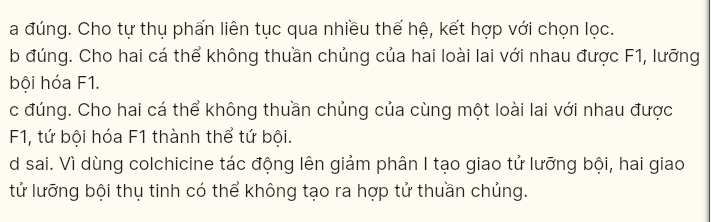 a đúng. Cho tự thụ phấn liên tục qua nhiều thế hệ, kết hợp với chọn lọc.
b đúng. Cho hai cá thể không thuần chủng của hai loài lai với nhau được F1, lưỡng
bội hóa F1.
c đúng. Cho hai cá thể không thuần chủng của cùng một loài lai với nhau được
F1, tứ bội hóa F1 thành thể tứ bội.
d sai. Vì dùng colchicine tác động lên giảm phân I tạo giao tử lưỡng bội, hai giao
tử lưỡng bội thụ tinh có thể không tạo ra hợp tử thuần chủng.